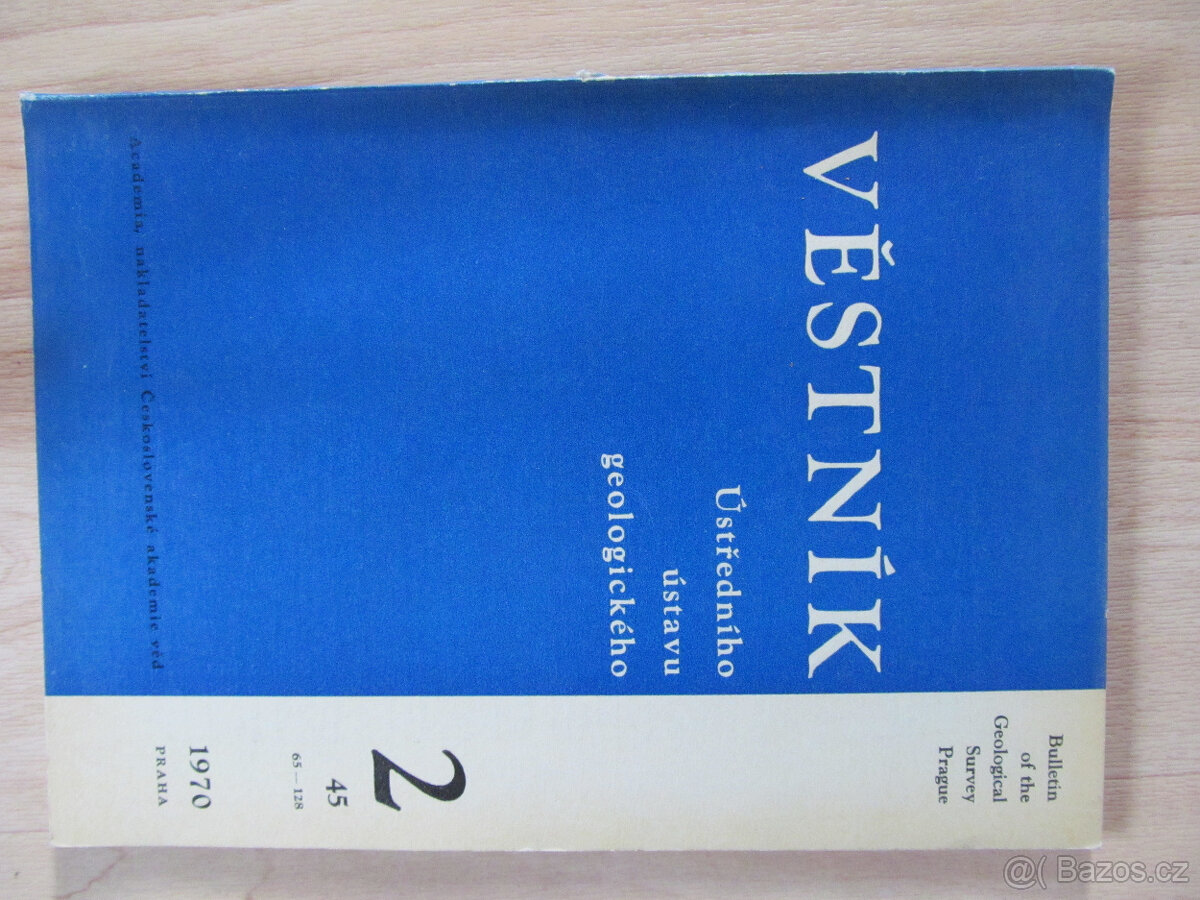 VĚSTNÍK
Ústředního
ústavu
geologického
Academia, nakladatelství Československé akademie věd
Bulletin
of the
Geological
Survey
Prague
2
45
65—128
1970
PRAHA
@( Bazoš.cz